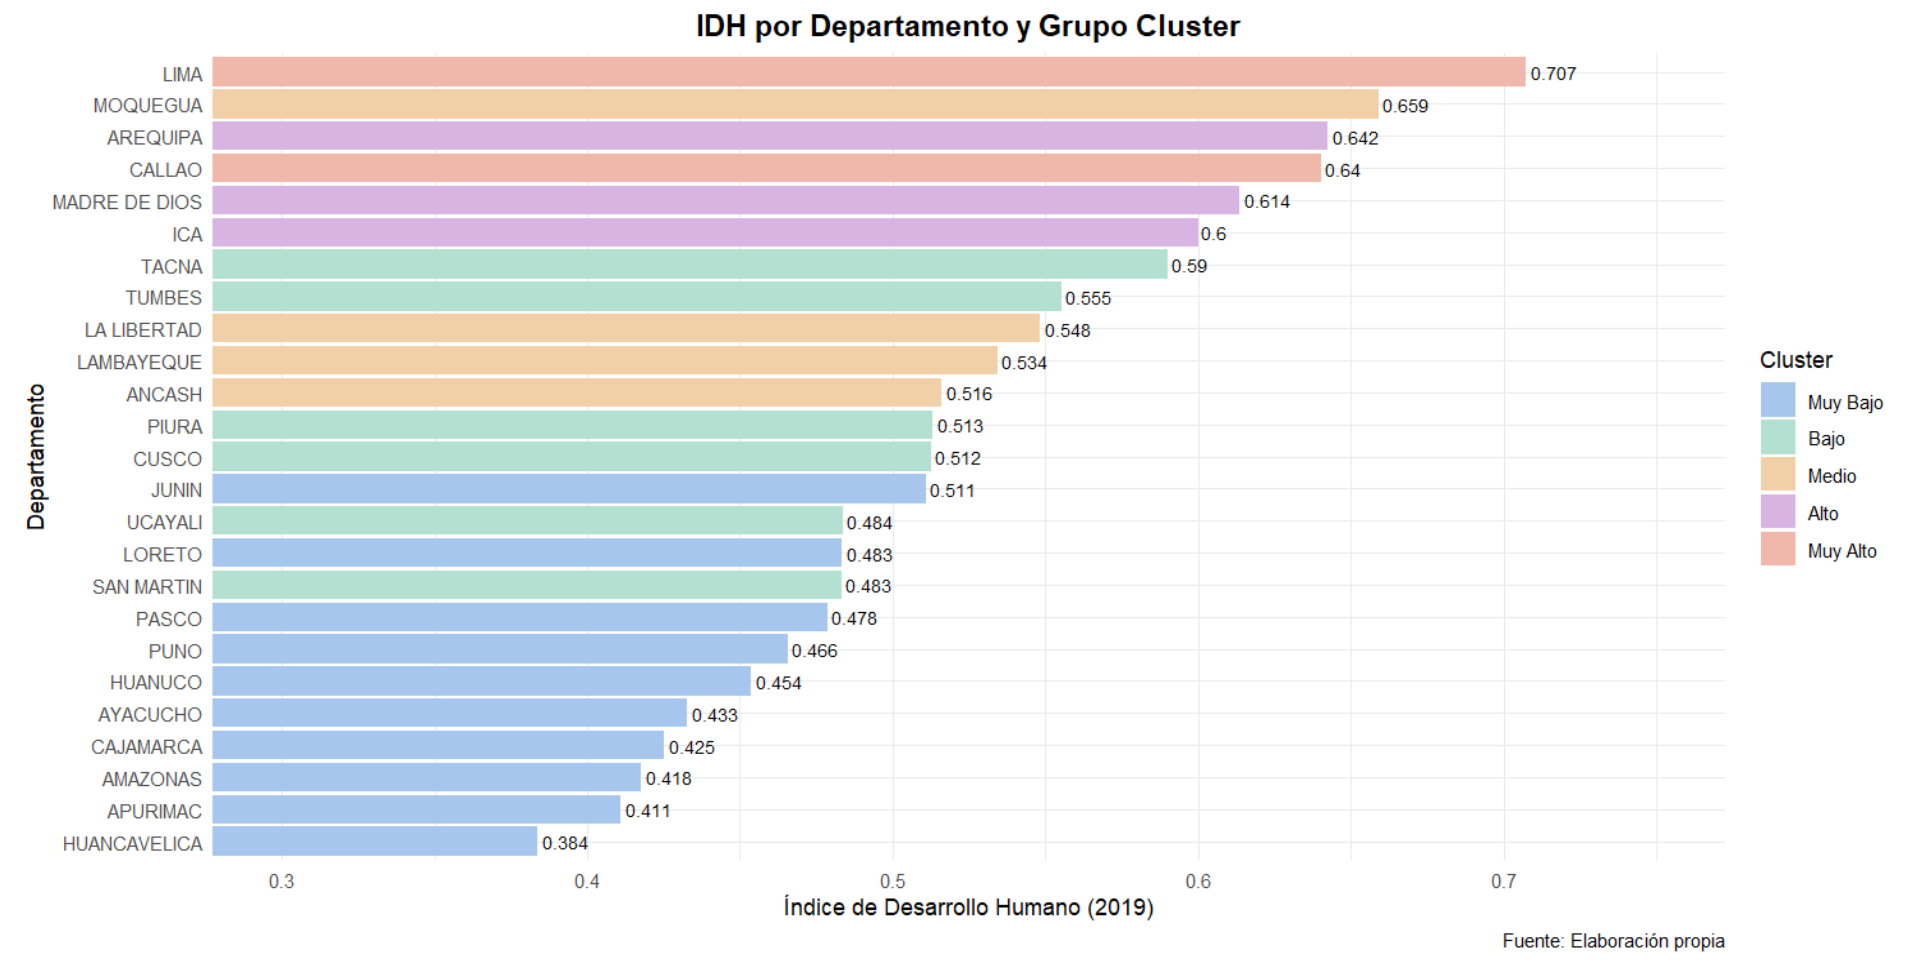 IDH por Departamento y Grupo Cluster
LIMA 0.707
MOQUEGUA 0.659
AREQUIPA 0.642
CALLAO 0.64
MADRE DE DIOS 0.614
ICA 0.6
TACNA 0.59
TUMBES 0.555
LA LIBERTAD 0.548
LAMBAYEQUE 0.534
ANCASH 0.516
PIURA 0.513
CUSCO 0.512
JUNIN 0.511
UCAYALI 0.484
LORETO 0.483
SAN MARTIN 0.483
PASCO 0.478
PUNO 0.466
HUANUCO 0.454
AYACUCHO 0.433
CAJAMARCA 0.425
AMAZONAS 0.418
APURIMAC 0.411
HUANCAVELICA 0.384
Departamento
0.3 0.4 0.5 0.6 0.7
Índice de Desarrollo Humano (2019)
Cluster
Muy Bajo
Bajo
Medio
Alto
Muy Alto
Fuente: Elaboración propia